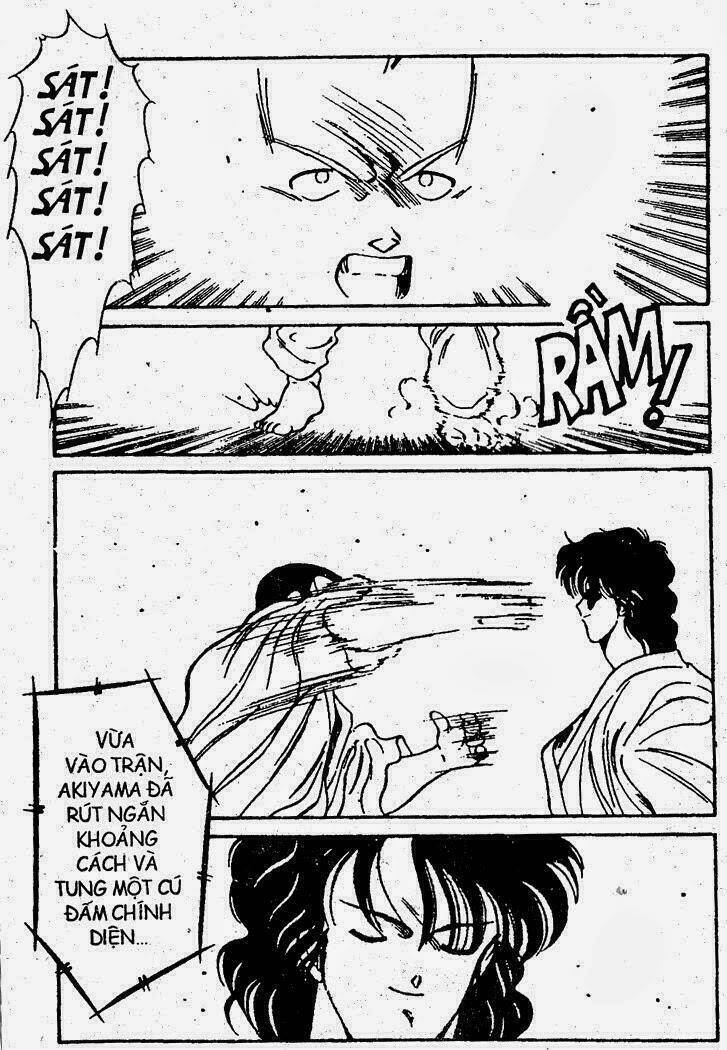 SÁT!
SÁT!
SÁT!
SÁT!
SÁT!
RẦM!
VỪA
VÀO TRẬN,
AKIYAMA ĐÃ
RÚT NGẮN
KHOẢNG
CÁCH VÀ
TUNG MỘT CÚ
ĐẤM CHÍNH
DIỆN...